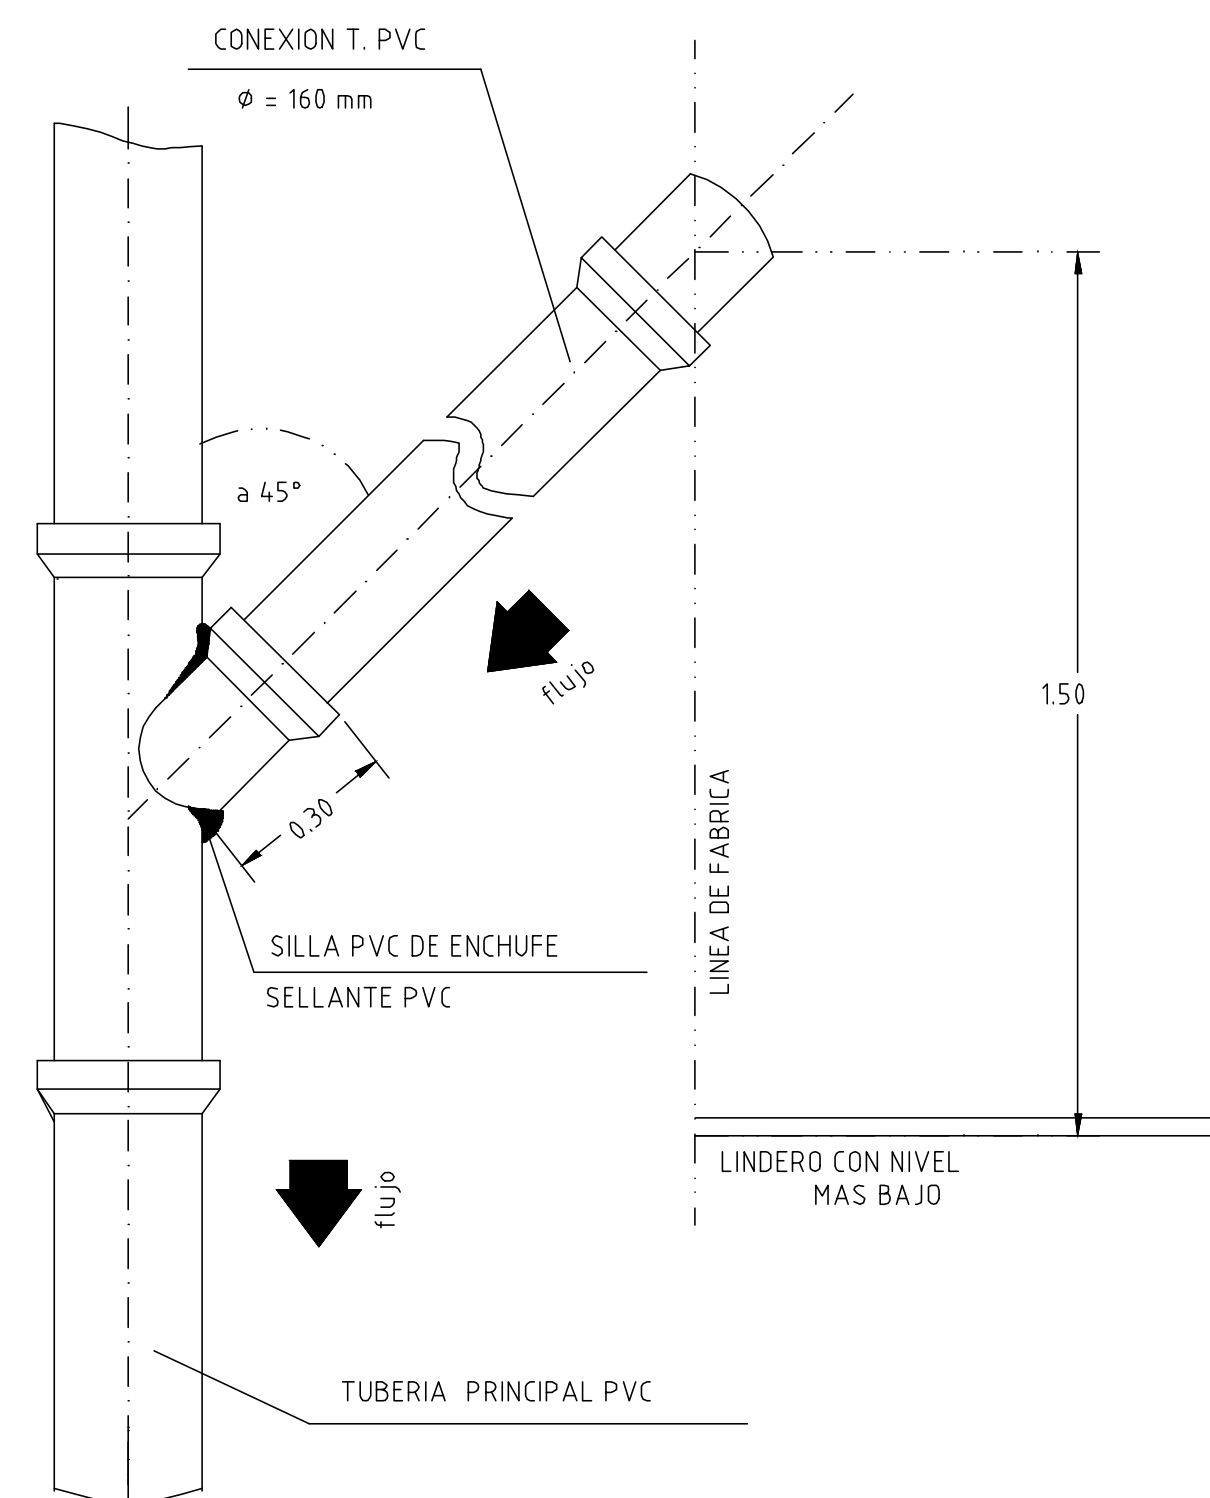 CONEXION T. PVC
ϕ = 160 mm
a 45°
flujo
1.50
0.30
LINEA DE FABRICA
SILLA PVC DE ENCHUFE
SELLANTE PVC
LINDERO CON NIVEL
MAS BAJO
flujo
TUBERIA PRINCIPAL PVC